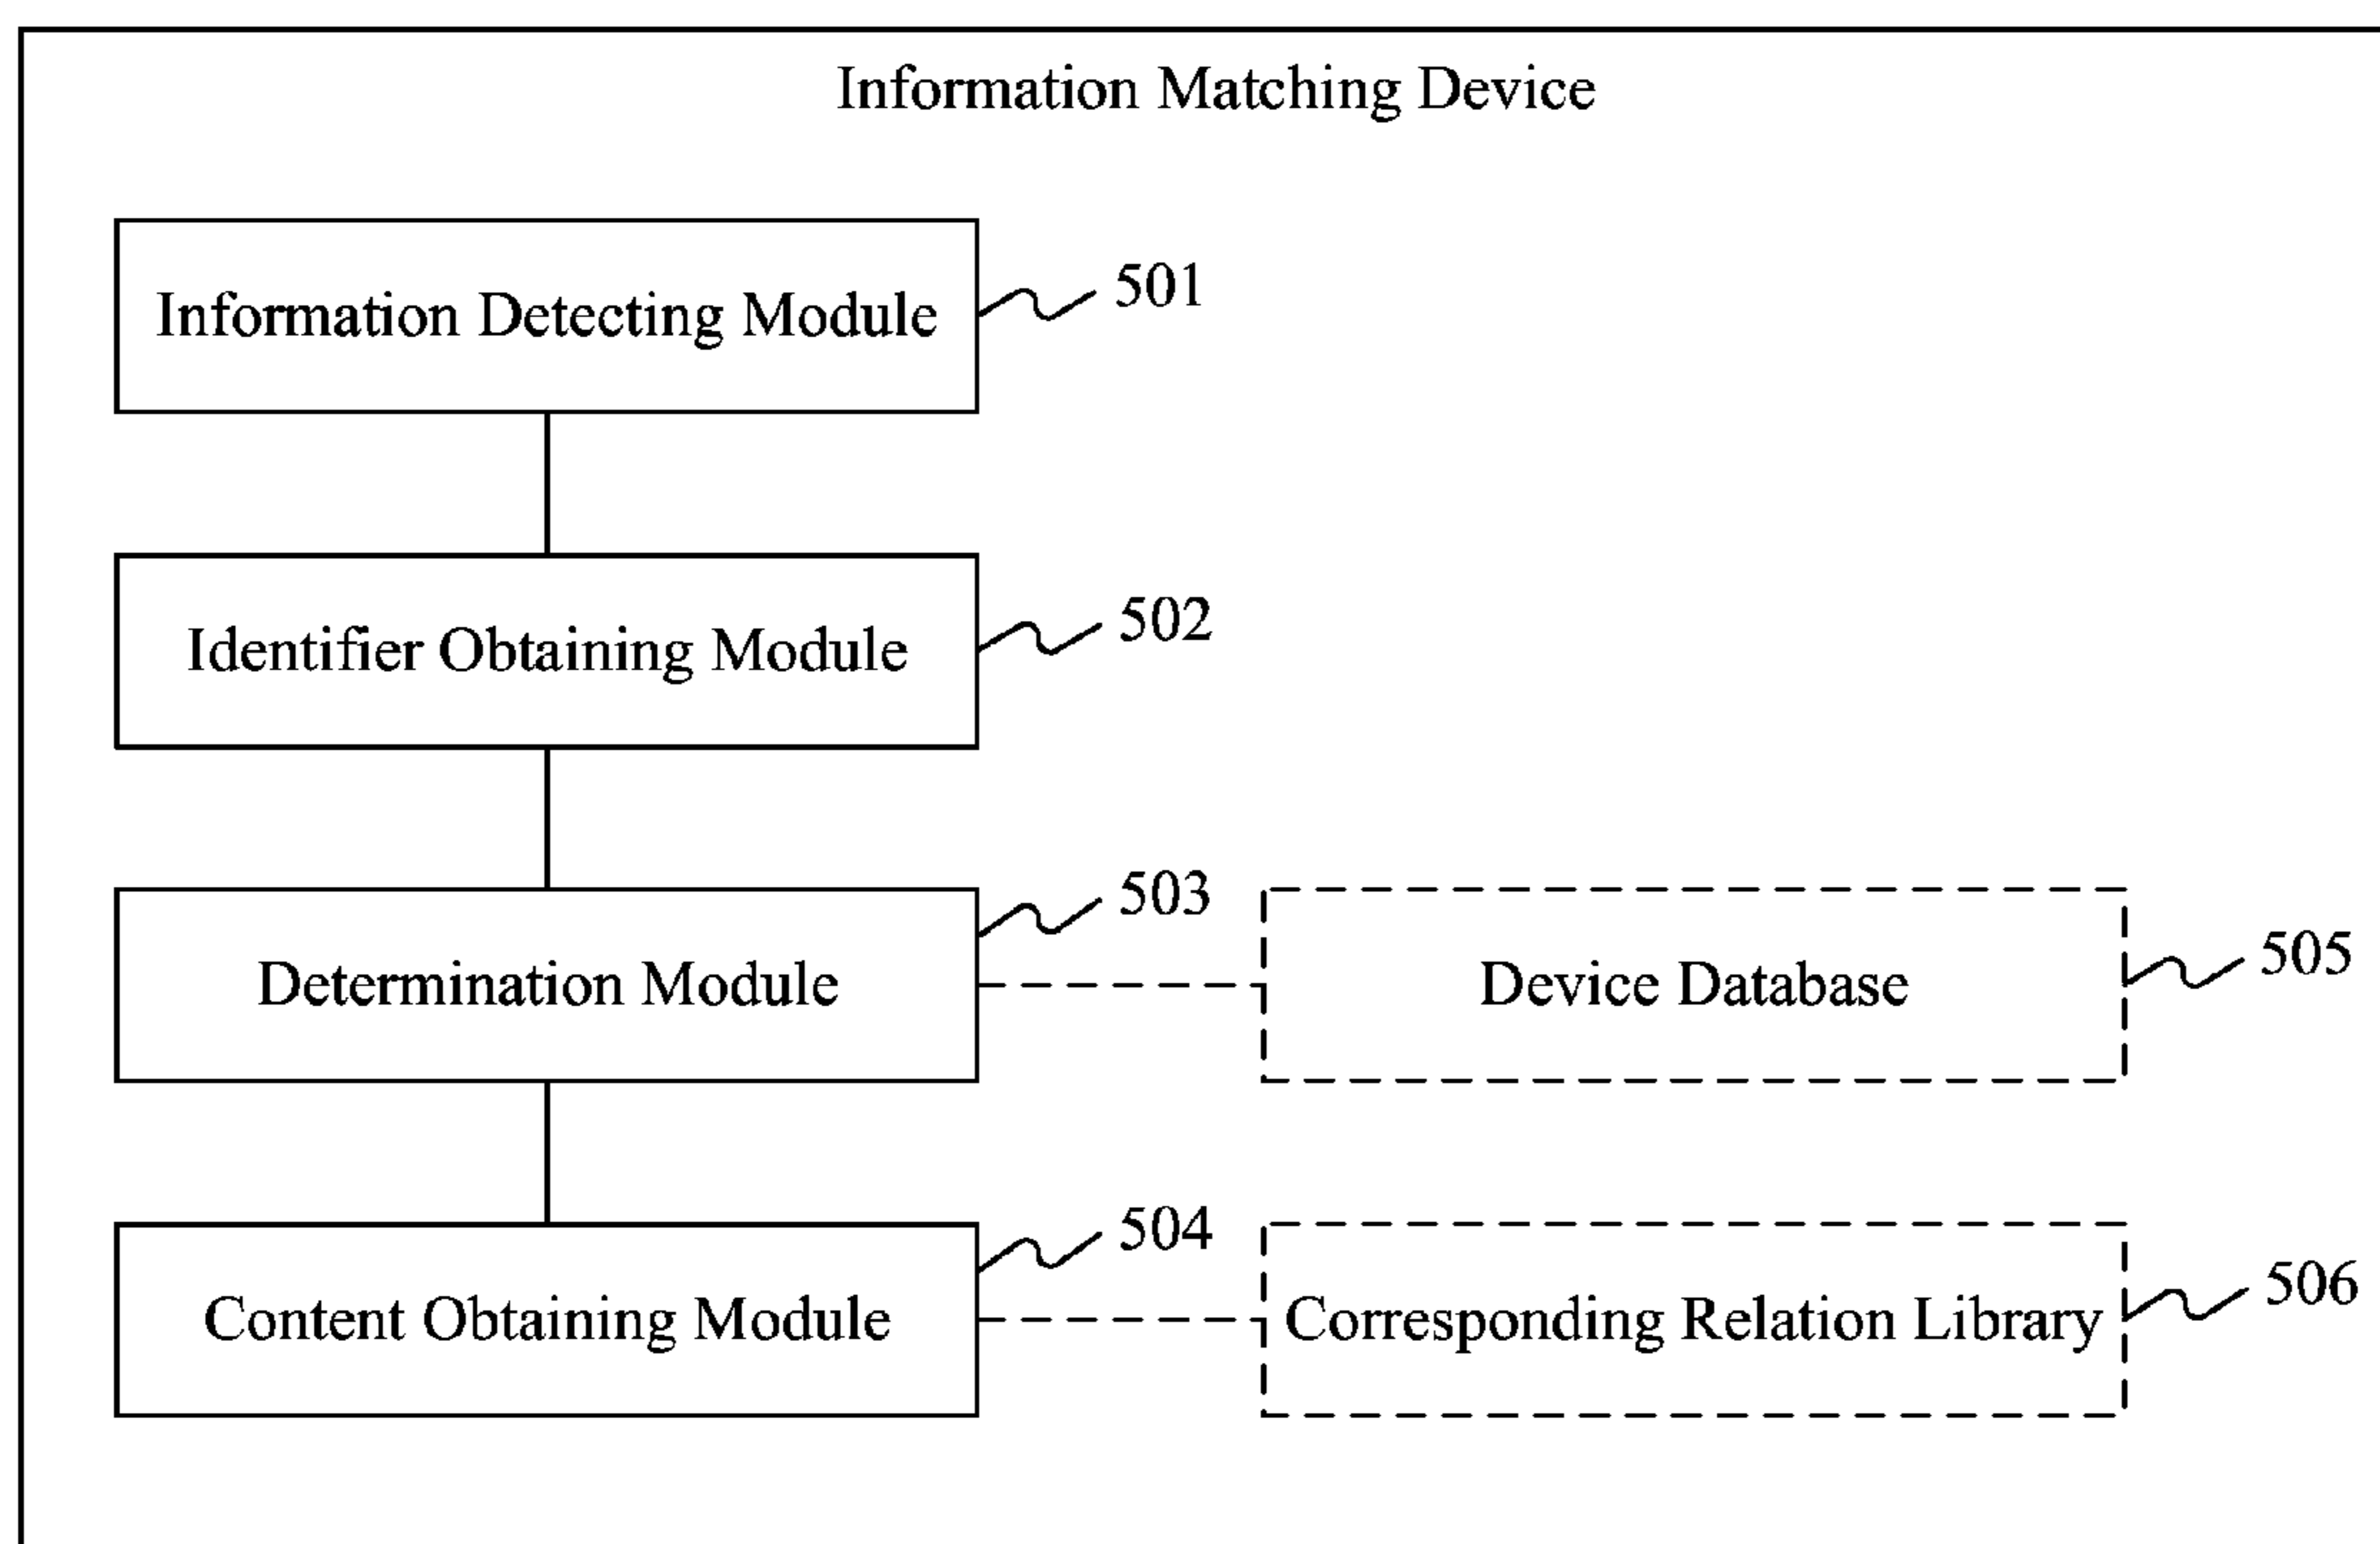 Information Matching Device
Information Detecting Module
501
Identifier Obtaining Module
502
Determination Module
503
Device Database
505
Content Obtaining Module
504
Corresponding Relation Library
506